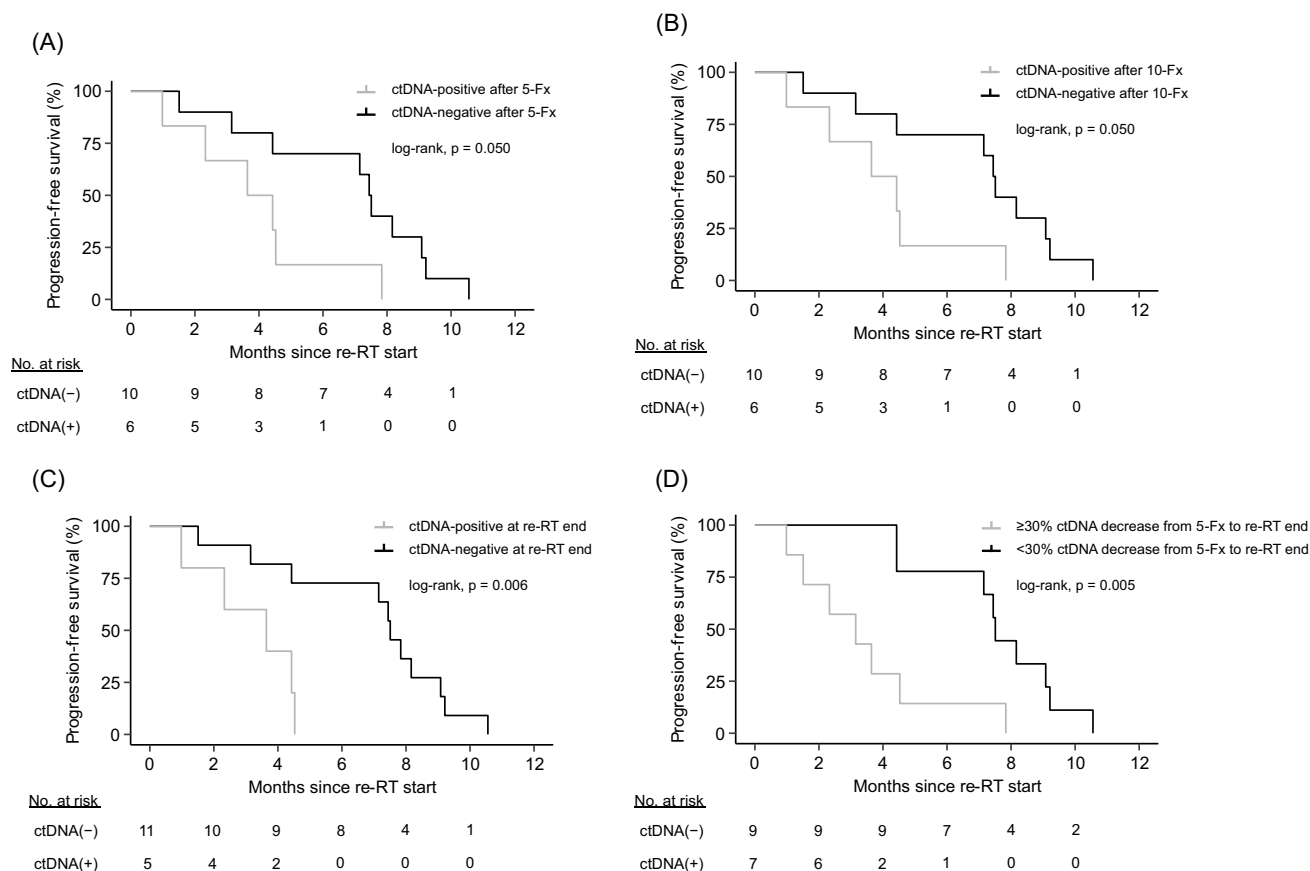 (A)
Progression-free survival (%)
100
75
50
25
0
ctDNA-positive after 5-Fx
ctDNA-negative after 5-Fx
log-rank, p = 0.050
0 2 4 6 8 10 12
Months since re-RT start
No. at risk
ctDNA(−) 10 9 8 7 4 1
ctDNA(+) 6 5 3 1 0 0
(B)
Progression-free survival (%)
100
75
50
25
0
ctDNA-positive after 10-Fx
ctDNA-negative after 10-Fx
log-rank, p = 0.050
0 2 4 6 8 10 12
Months since re-RT start
No. at risk
ctDNA(−) 10 9 8 7 4 1
ctDNA(+) 6 5 3 1 0 0
(C)
Progression-free survival (%)
100
75
50
25
0
ctDNA-positive at re-RT end
ctDNA-negative at re-RT end
log-rank, p = 0.006
0 2 4 6 8 10 12
Months since re-RT start
No. at risk
ctDNA(−) 11 10 9 8 4 1
ctDNA(+) 5 4 2 0 0 0
(D)
Progression-free survival (%)
100
75
50
25
0
≥30% ctDNA decrease from 5-Fx to re-RT end
<30% ctDNA decrease from 5-Fx to re-RT end
log-rank, p = 0.005
0 2 4 6 8 10 12
Months since re-RT start
No. at risk
ctDNA(−) 9 9 9 7 4 2
ctDNA(+) 7 6 2 1 0 0